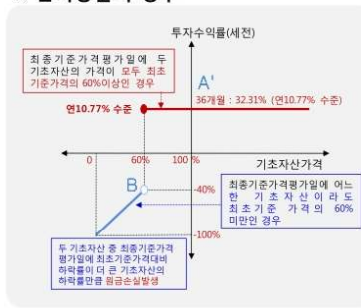 투자수익률(세전)
최종기준가격평가일에 두
기초자산의 가격이 모두 최초
기준가격의 60%이상인 경우
A'
36개월 : 32.31% (연10.77% 수준)
연10.77% 수준
0 60% 100 %
기초자산가격
B
-40%
최종기준가격평가일에 어느
한 기초자산이라도
최초기준 가격의 60%
미만인 경우
-100%
두 기초자산 중 최종기준가격
평가일에 최초기준가격대비
하락률이 더 큰 기초자산의
하락률만큼 원금손실발생